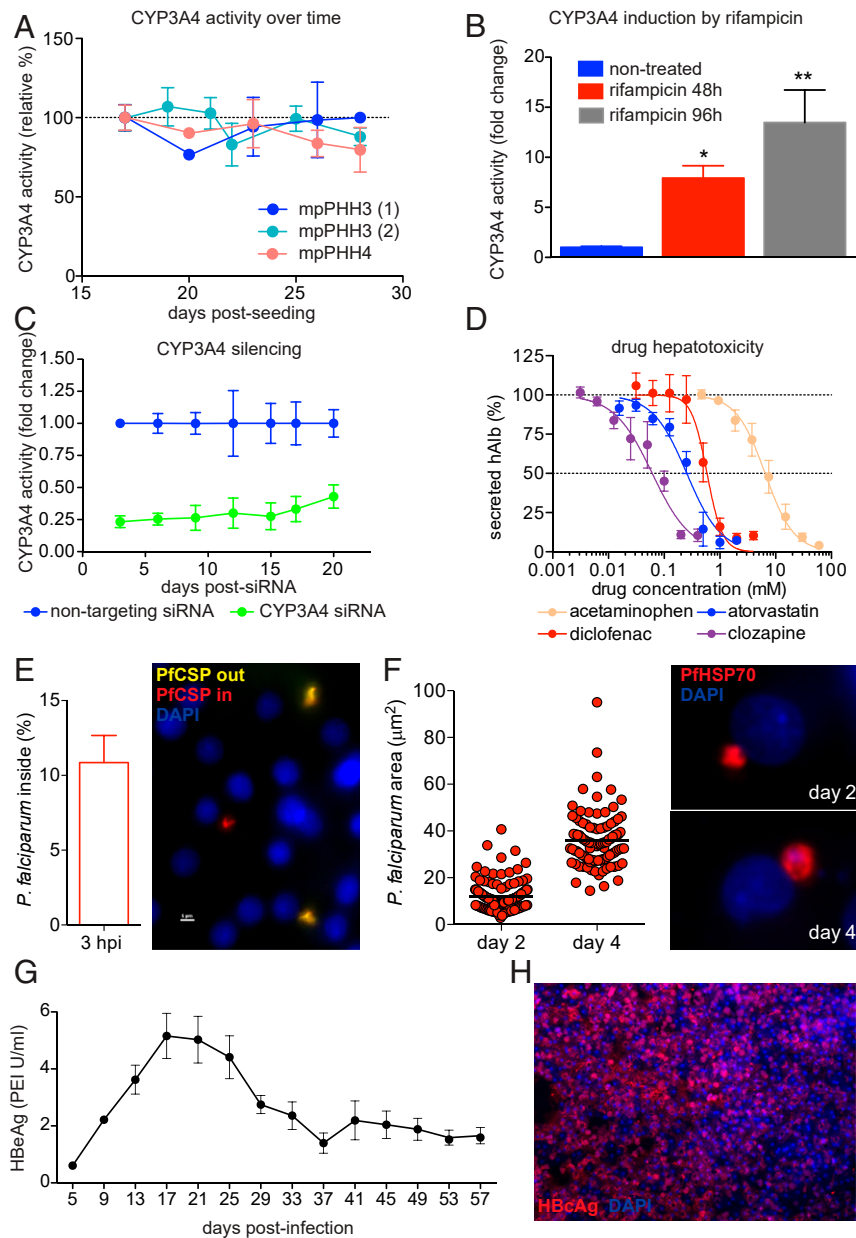 A
CYP3A4 activity over time
CYP3A4 activity (relative %)
150
100
75
50
0
15
20
25
30
mpPHH3 (1)
mpPHH3 (2)
mpPHH4
days post-seeding
B
CYP3A4 induction by rifampicin
CYP3A4 activity (fold change)
20
15
10
5
0
non-treated
rifampicin 48h
rifampicin 96h
*
**
C
CYP3A4 silencing
CYP3A4 activity (fold change)
1.50
1.25
1.00
0.75
0.50
0.25
0.00
0
5
10
15
20
days post-siRNA
non-targeting siRNA
CYP3A4 siRNA
D
drug hepatotoxicity
secreted hAlb (%)
125
100
75
50
25
0
0.001
0.01
0.1
1
10
100
drug concentration (mM)
acetaminophen
atorvastatin
diclofenac
clozapine
E
P. falciparum inside (%)
15
10
5
0
3 hpi
PfCSP out
PfCSP in
DAPI
5 µm
F
P. falciparum area (µm²)
100
80
60
40
20
0
day 2
day 4
PfHSP70
DAPI
day 2
day 4
G
HBeAg (PEI U/ml)
6
4
2
0
5 9 13 17 21 25 29 33 37 41 45 49 53 57
days post-infection
H
HBcAg DAPI